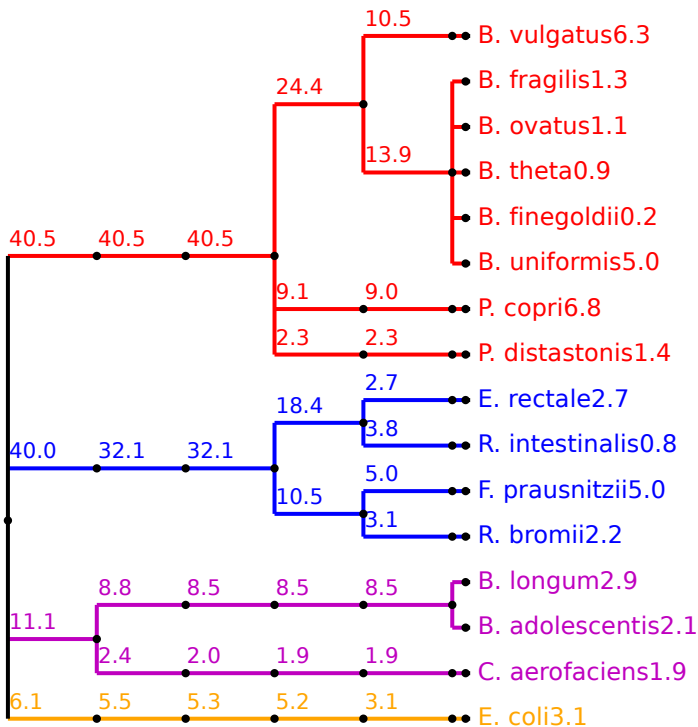 10.5
B. vulgatus6.3
24.4
B. fragilis1.3
B. ovatus1.1
13.9
B. theta0.9
B. finegoldii0.2
40.5 40.5 40.5
B. uniformis5.0
9.1 9.0
P. copri6.8
2.3 2.3
P. distastonis1.4
2.7
E. rectale2.7
18.4
3.8
R. intestinalis0.8
40.0 32.1 32.1
5.0
F. prausnitzii5.0
10.5
3.1
R. bromii2.2
8.8 8.5 8.5 8.5
B. longum2.9
11.1
B. adolescentis2.1
2.4 2.0 1.9 1.9
C. aerofaciens1.9
6.1 5.5 5.3 5.2 3.1
E. coli3.1